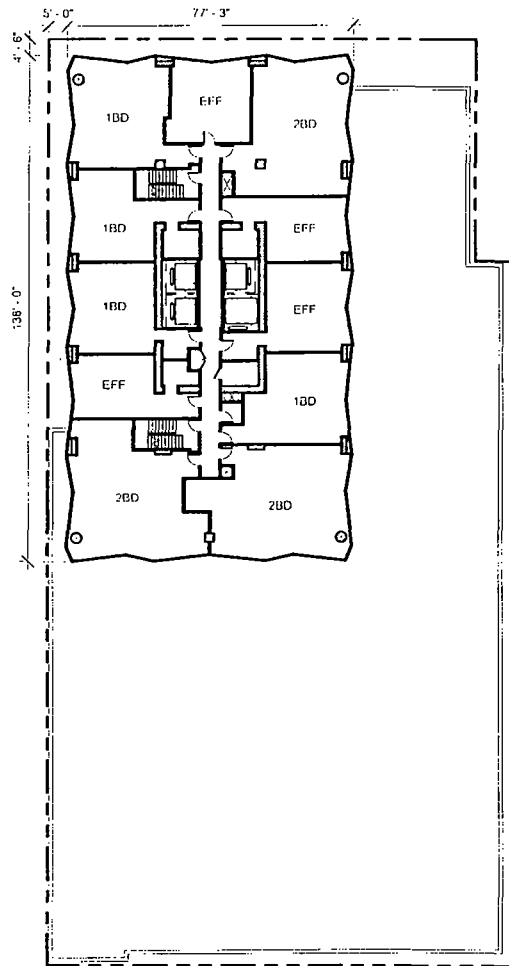 5' - 0"
77' - 3"
4' - 6"
138' - 0"
EFF
1BD
2BD
1BD
EFF
1BD
EFF
EFF
1BD
2BD
2BD